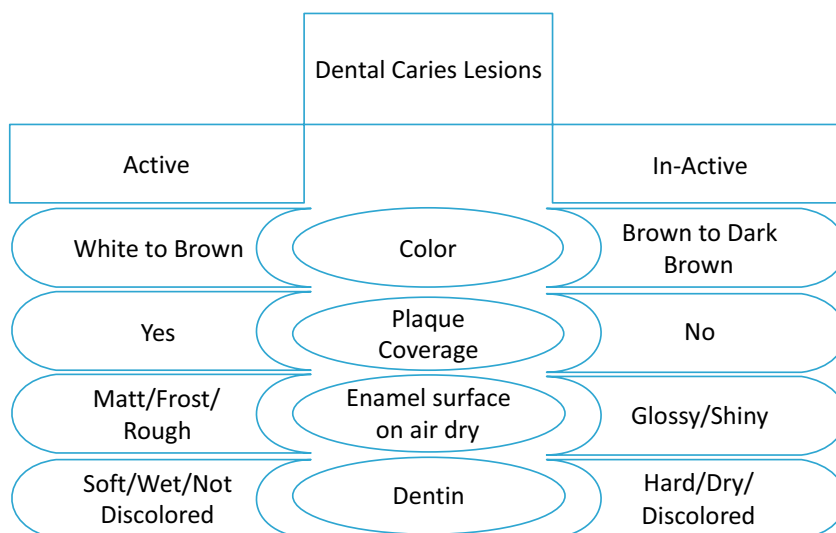 Dental Caries Lesions
Active
In-Active
White to Brown
Color
Brown to Dark
Brown
Yes
Plaque
Coverage
No
Matt/Frost/
Rough
Enamel surface
on air dry
Glossy/Shiny
Soft/Wet/Not
Discolored
Dentin
Hard/Dry/
Discolored